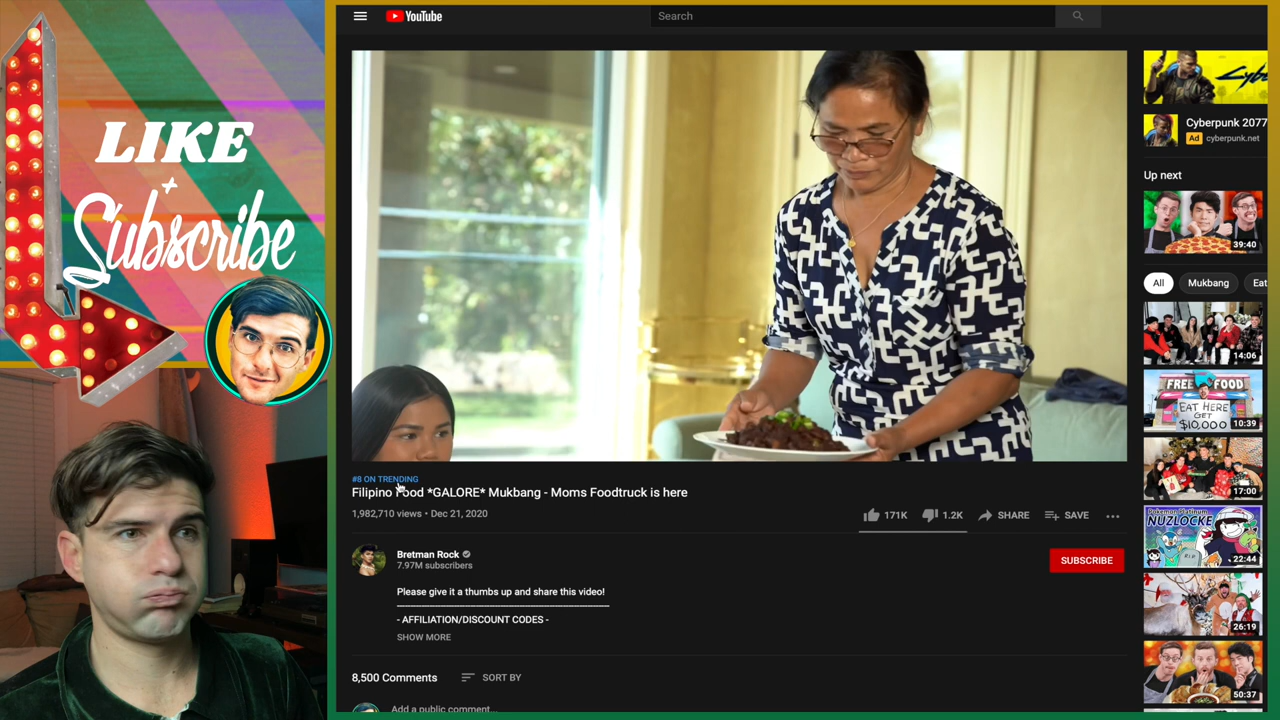 LIKE
+
Subscribe
YouTube
Search
#8 ON TRENDING
Filipino Food *GALORE* Mukbang - Moms Foodtruck is here
1,982,710 views • Dec 21, 2020
171K
1.2K
SHARE
SAVE
Bretman Rock
7.97M subscribers
SUBSCRIBE
Please give it a thumbs up and share this video!
- AFFILIATION/DISCOUNT CODES -
SHOW MORE
8,500 Comments
SORT BY
Add a public comment...
Cyberpunk 2077
Ad cyberpunk.net
Up next
39:40
All
Mukbang
Eat
14:06
FREE FOOD
EAT HERE
GET
$10,000
10:39
17:00
Pokemon Platinum
NUZLOCKE
22:44
26:19
50:37